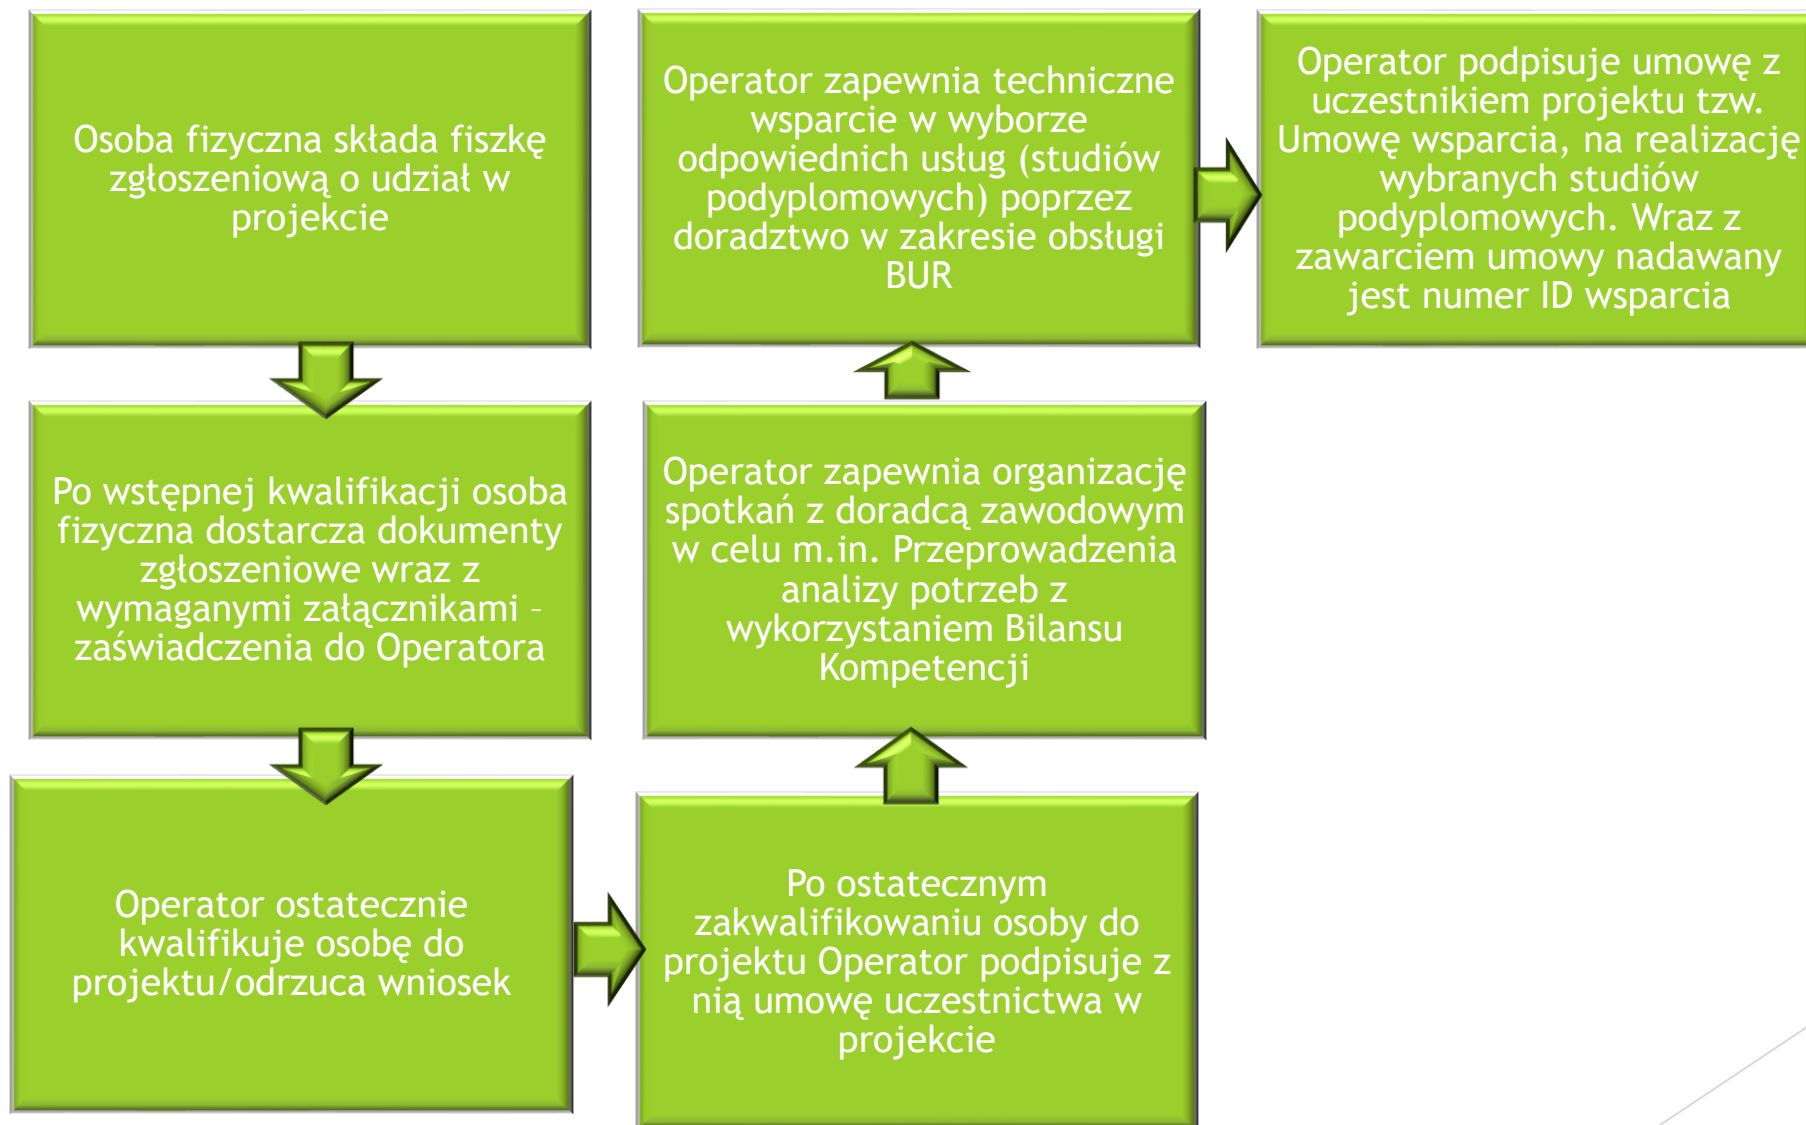 Osoba fizyczna składa fiszkę
zgłoszeniową o udział w
projekcie
Po wstępnej kwalifikacji osoba
fizyczna dostarcza dokumenty
zgłoszeniowe wraz z
wymaganymi załącznikami –
zaświadczenia do Operatora
Operator ostatecznie
kwalifikuje osobę do
projektu/odrzuca wniosek
Po ostatecznym
zakwalifikowaniu osoby do
projektu Operator podpisuje z
nią umowę uczestnictwa w
projekcie
Operator zapewnia organizację
spotkań z doradcą zawodowym
w celu m.in. Przeprowadzenia
analizy potrzeb z
wykorzystaniem Bilansu
Kompetencji
Operator zapewnia techniczne
wsparcie w wyborze
odpowiednich usług (studiów
podyplomowych) poprzez
doradztwo w zakresie obsługi
BUR
Operator podpisuje umowę z
uczestnikiem projektu tzw.
Umowę wsparcia, na realizację
wybranych studiów
podyplomowych. Wraz z
zawarciem umowy nadawany
jest numer ID wsparcia